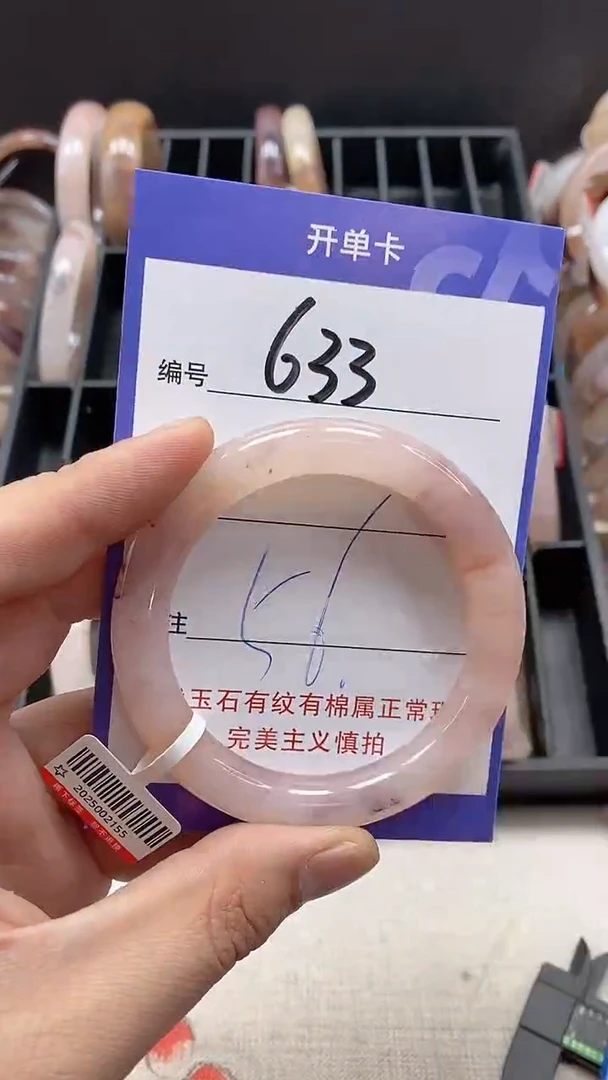 开单卡
编号 633
注 56
玉石有纹有棉属正常
完美主义慎拍
2025002155